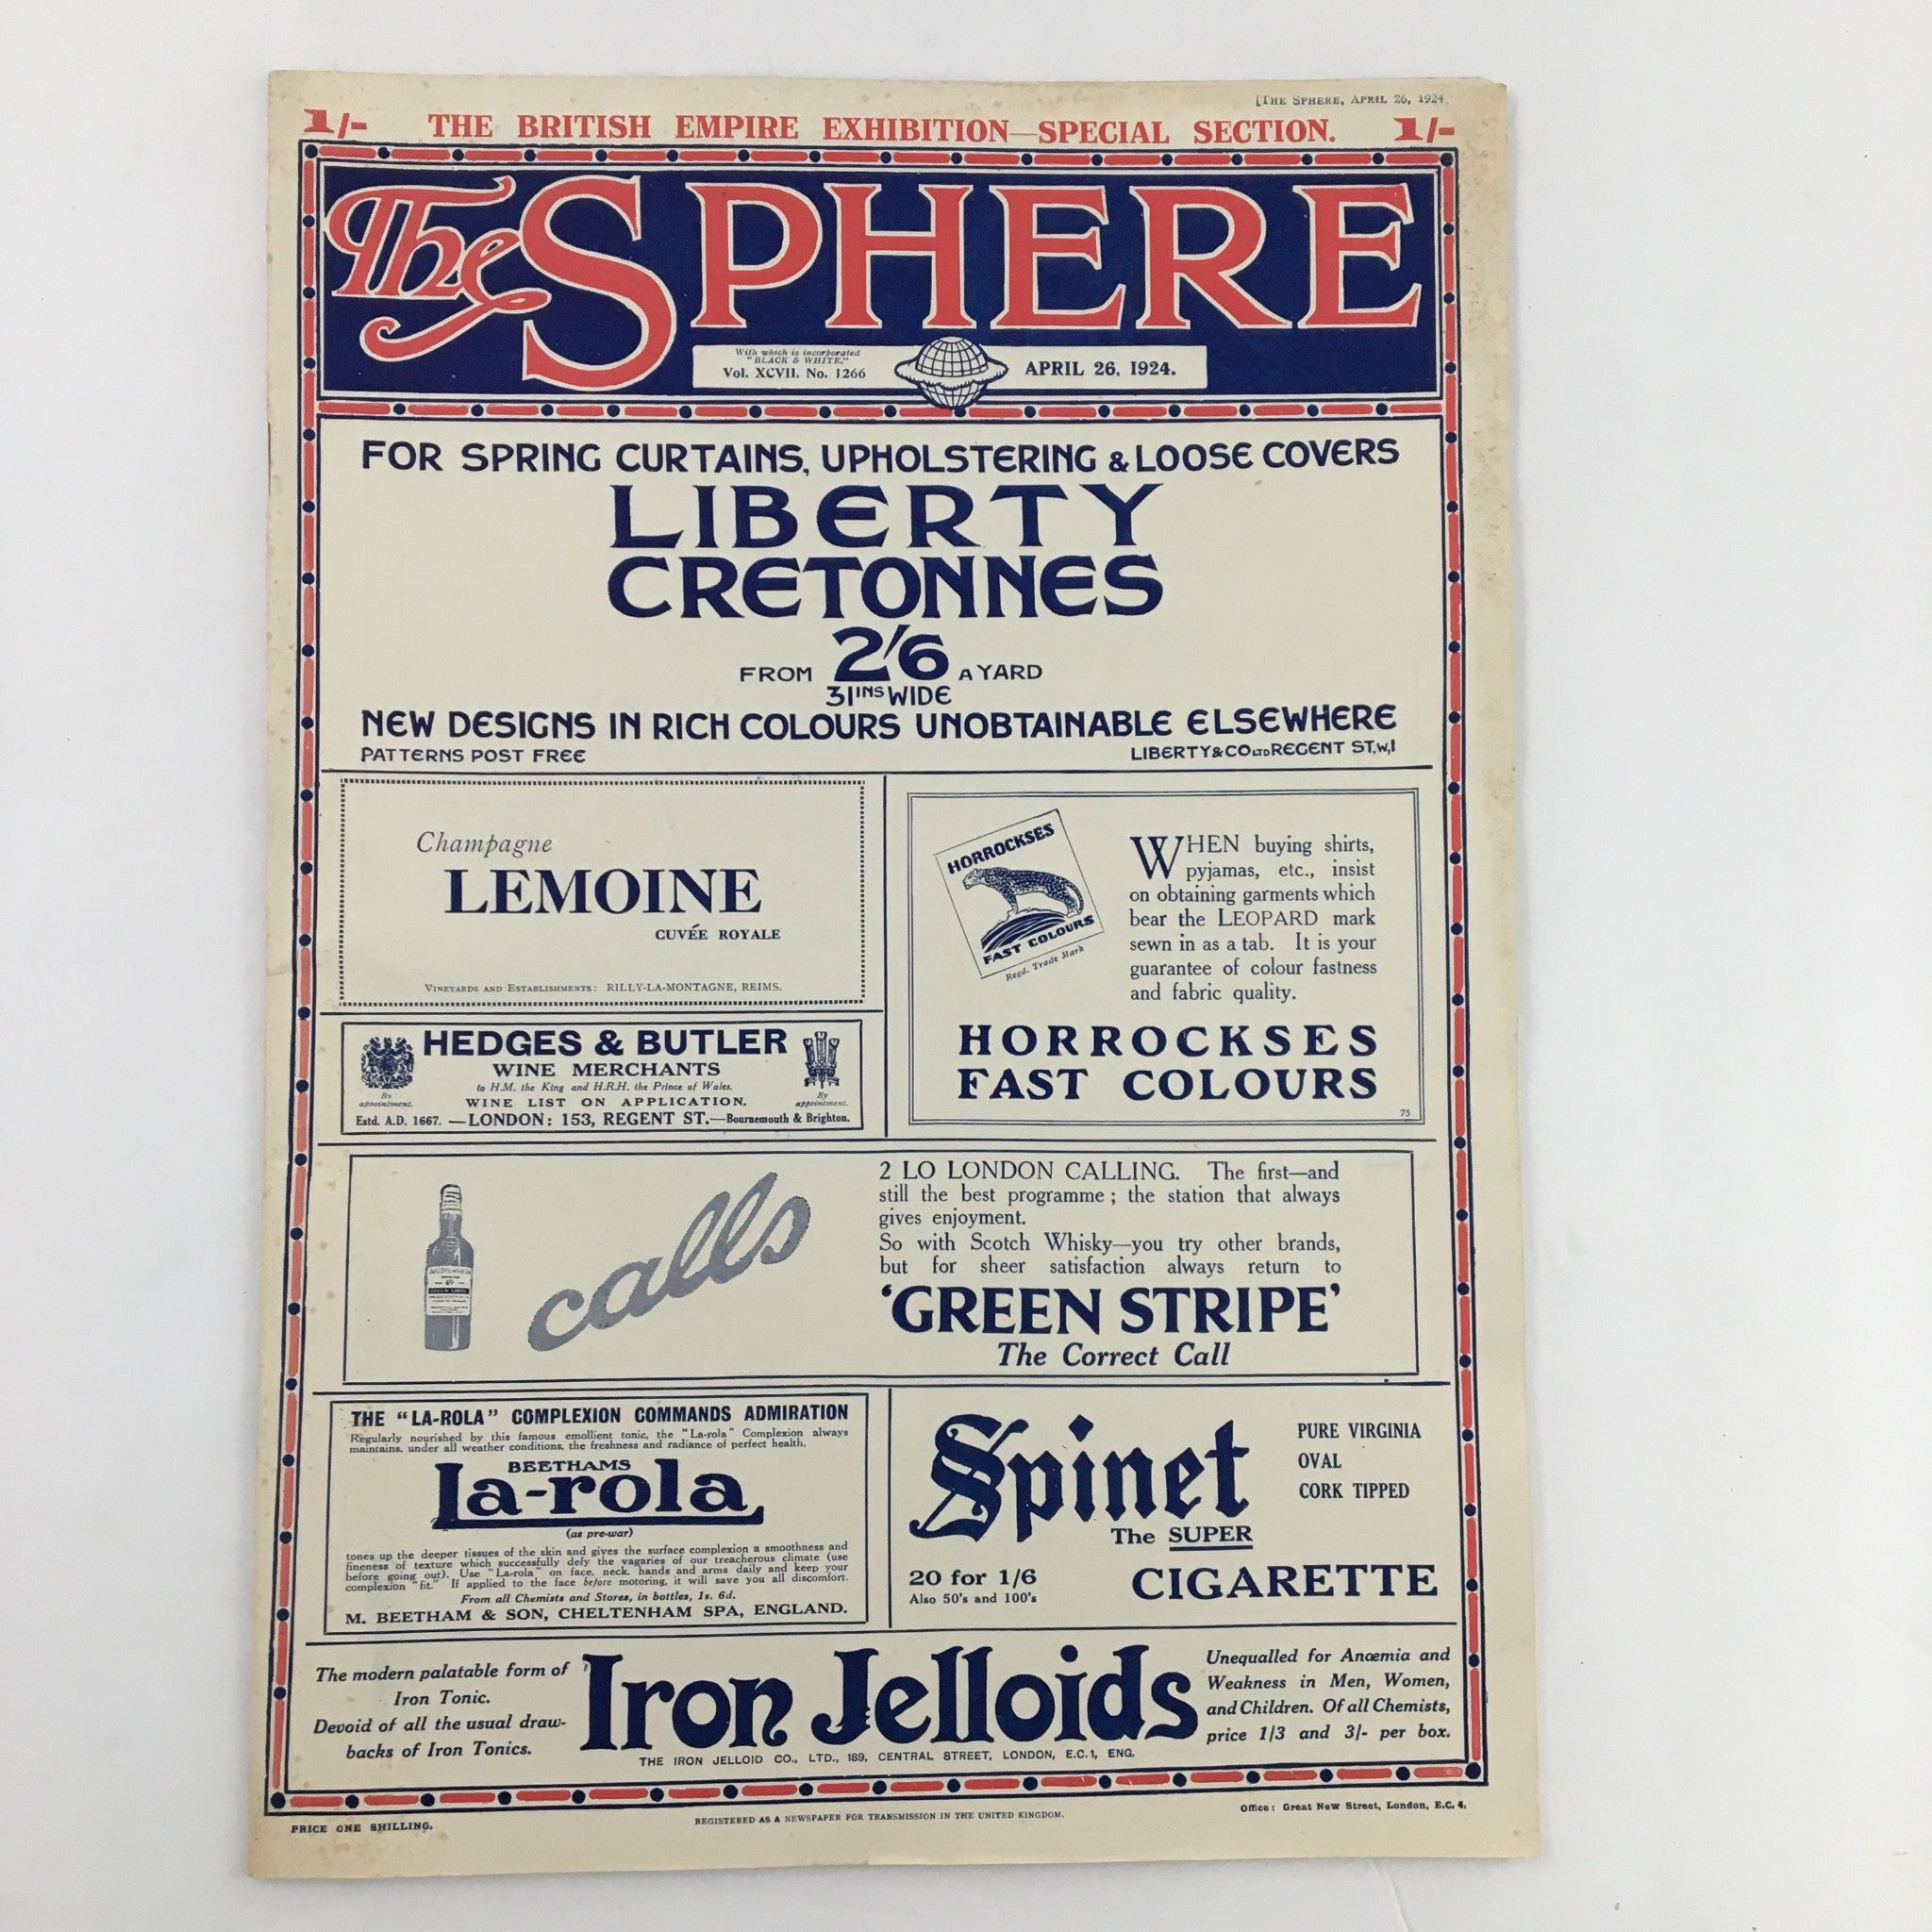 [THE SPHERE, APRIL 26, 1924.
1/- THE BRITISH EMPIRE EXHIBITION—SPECIAL SECTION. 1/-
The SPHERE
With which is incorporated
"BLACK & WHITE."
Vol. XCVII. No. 1266
APRIL 26, 1924.
FOR SPRING CURTAINS, UPHOLSTERING & LOOSE COVERS
LIBERTY
CRETONNES
FROM 2/6 A YARD
31INS WIDE
NEW DESIGNS IN RICH COLOURS UNOBTAINABLE ELSEWHERE
PATTERNS POST FREE
LIBERTY & CO LTD REGENT ST, W,1
Champagne
LEMOINE
CUVÉE ROYALE
VINEYARDS AND ESTABLISHMENTS: RILLY-LA-MONTAGNE, REIMS.
HEDGES & BUTLER
WINE MERCHANTS
to H.M. the King and H.R.H. the Prince of Wales.
WINE LIST ON APPLICATION.
By appointment.
By appointment.
Estd. A.D. 1667. — LONDON: 153, REGENT ST.—Bournemouth & Brighton.
HORROCKSES
FAST COLOURS
Regd. Trade Mark
WHEN buying shirts,
pyjamas, etc., insist
on obtaining garments which
bear the LEOPARD mark
sewn in as a tab. It is your
guarantee of colour fastness
and fabric quality.
HORROCKSES
FAST COLOURS
75
calls
2 LO LONDON CALLING. The first—and
still the best programme; the station that always
gives enjoyment.
So with Scotch Whisky—you try other brands,
but for sheer satisfaction always return to
'GREEN STRIPE'
The Correct Call
THE "LA-ROLA" COMPLEXION COMMANDS ADMIRATION
Regularly nourished by this famous emollient tonic, the "La-rola" Complexion always
maintains, under all weather conditions, the freshness and radiance of perfect health.
BEETHAMS
La-rola
(as pre-war)
tones up the deeper tissues of the skin and gives the surface complexion a smoothness and
fineness of texture which successfully defy the vagaries of our treacherous climate (use
before going out). Use "La-rola" on face, neck, hands and arms daily and keep your
complexion "fit." If applied to the face before motoring, it will save you all discomfort.
From all Chemists and Stores, in bottles, 1s. 6d.
M. BEETHAM & SON, CHELTENHAM SPA, ENGLAND.
Spinet
PURE VIRGINIA
OVAL
CORK TIPPED
The SUPER
CIGARETTE
20 for 1/6
Also 50's and 100's
The modern palatable form of
Iron Tonic.
Devoid of all the usual draw-
backs of Iron Tonics.
Iron Jelloids
Unequalled for Anœmia and
Weakness in Men, Women,
and Children. Of all Chemists,
price 1/3 and 3/- per box.
THE IRON JELLOID CO., LTD., 189, CENTRAL STREET, LONDON, E.C.1, ENG.
PRICE ONE SHILLING.
REGISTERED AS A NEWSPAPER FOR TRANSMISSION IN THE UNITED KINGDOM.
Office: Great New Street, London, E.C. 4.